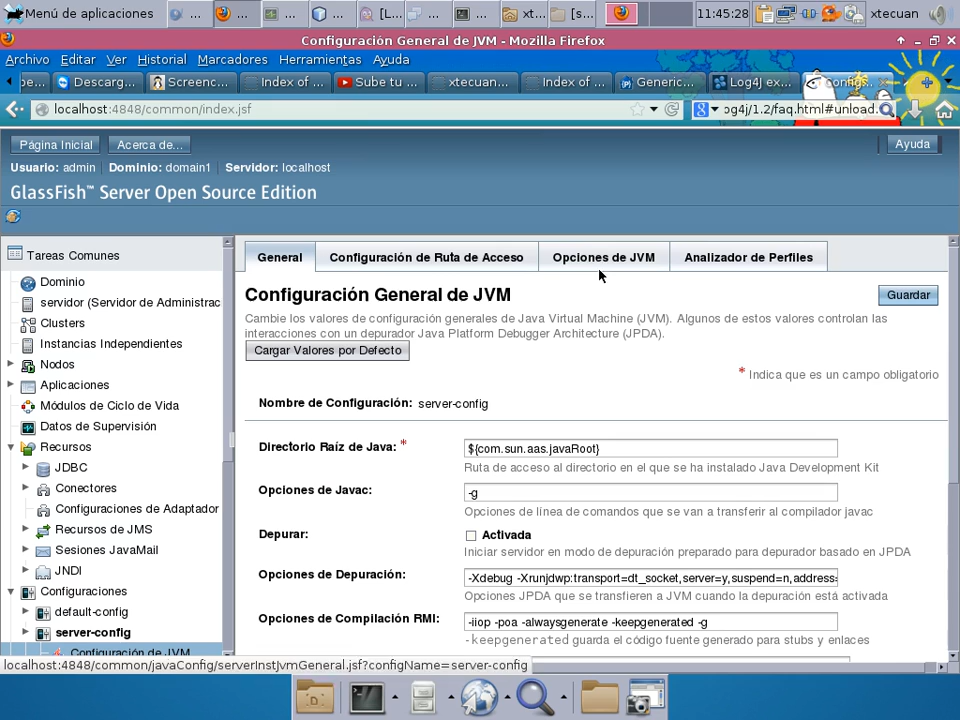 Menú de aplicaciones
...
...
...
...
...
[L...
...
...
xt...
[s...
11:45:28
xtecuan
Configuración General de JVM - Mozilla Firefox
Archivo Editar Ver Historial Marcadores Herramientas Ayuda
pe...
Descarg...
Screenc...
Index of ...
Sube tu ...
xtecuan...
Index of ...
Generic...
Log4J ex...
localhost:4848/common/index.jsf
og4j/1.2/faq.html#unload.
Página Inicial
Acerca de...
Ayuda
Usuario: admin Dominio: domain1 Servidor: localhost
GlassFish™ Server Open Source Edition
Tareas Comunes
Dominio
servidor (Servidor de Administrac
Clusters
Instancias Independientes
Nodos
Aplicaciones
Módulos de Ciclo de Vida
Datos de Supervisión
Recursos
JDBC
Conectores
Configuraciones de Adaptador
Recursos de JMS
Sesiones JavaMail
JNDI
Configuraciones
default-config
server-config
Configuración de JVM
General
Configuración de Ruta de Acceso
Opciones de JVM
Analizador de Perfiles
Configuración General de JVM
Guardar
Cambie los valores de configuración generales de Java Virtual Machine (JVM). Algunos de estos valores controlan las
interacciones con un depurador Java Platform Debugger Architecture (JPDA).
Cargar Valores por Defecto
* Indica que es un campo obligatorio
Nombre de Configuración: server-config
Directorio Raíz de Java: * ${com.sun.aas.javaRoot}
Ruta de acceso al directorio en el que se ha instalado Java Development Kit
Opciones de Javac: -g
Opciones de línea de comandos que se van a transferir al compilador javac
Depurar: Activada
Iniciar servidor en modo de depuración preparado para depurador basado en JPDA
Opciones de Depuración: -Xdebug -Xrunjdwp:transport=dt_socket,server=y,suspend=n,address=
Opciones JPDA que se transfieren a JVM cuando la depuración está activada
Opciones de Compilación RMI: -iiop -poa -alwaysgenerate -keepgenerated -g
-keepgenerated guarda el código fuente generado para stubs y enlaces
localhost:4848/common/javaConfig/serverInstJvmGeneral.jsf?configName=server-config